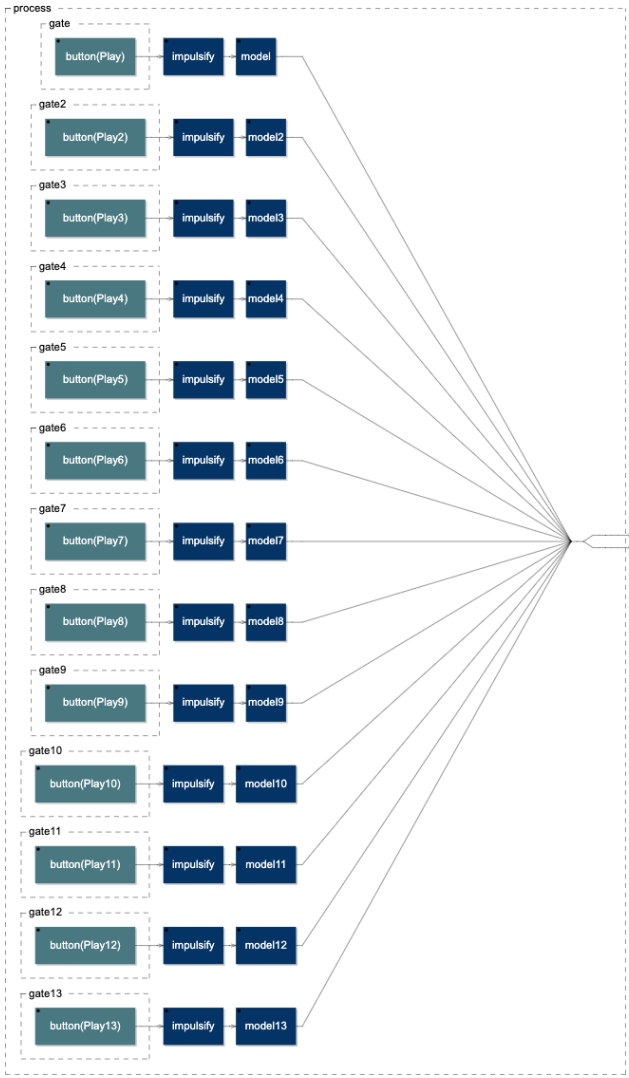 process
gate
button(Play) impulsify model
gate2
button(Play2) impulsify model2
gate3
button(Play3) impulsify model3
gate4
button(Play4) impulsify model4
gate5
button(Play5) impulsify model5
gate6
button(Play6) impulsify model6
gate7
button(Play7) impulsify model7
gate8
button(Play8) impulsify model8
gate9
button(Play9) impulsify model9
gate10
button(Play10) impulsify model10
gate11
button(Play11) impulsify model11
gate12
button(Play12) impulsify model12
gate13
button(Play13) impulsify model13